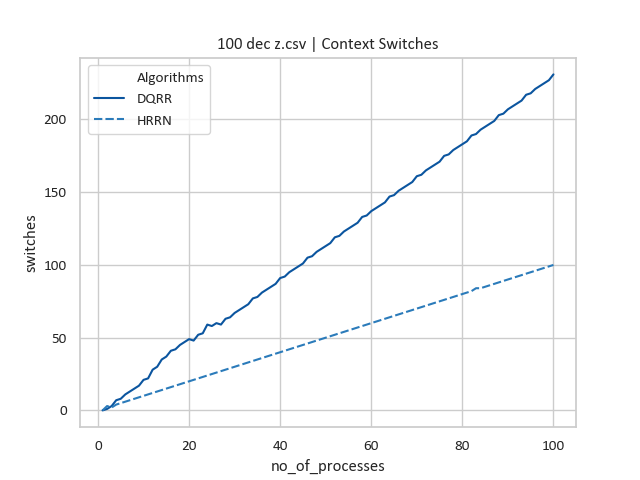 100 dec z.csv | Context Switches
Algorithms
DQRR
HRRN
switches
200
150
100
50
0
0 20 40 60 80 100
no_of_processes